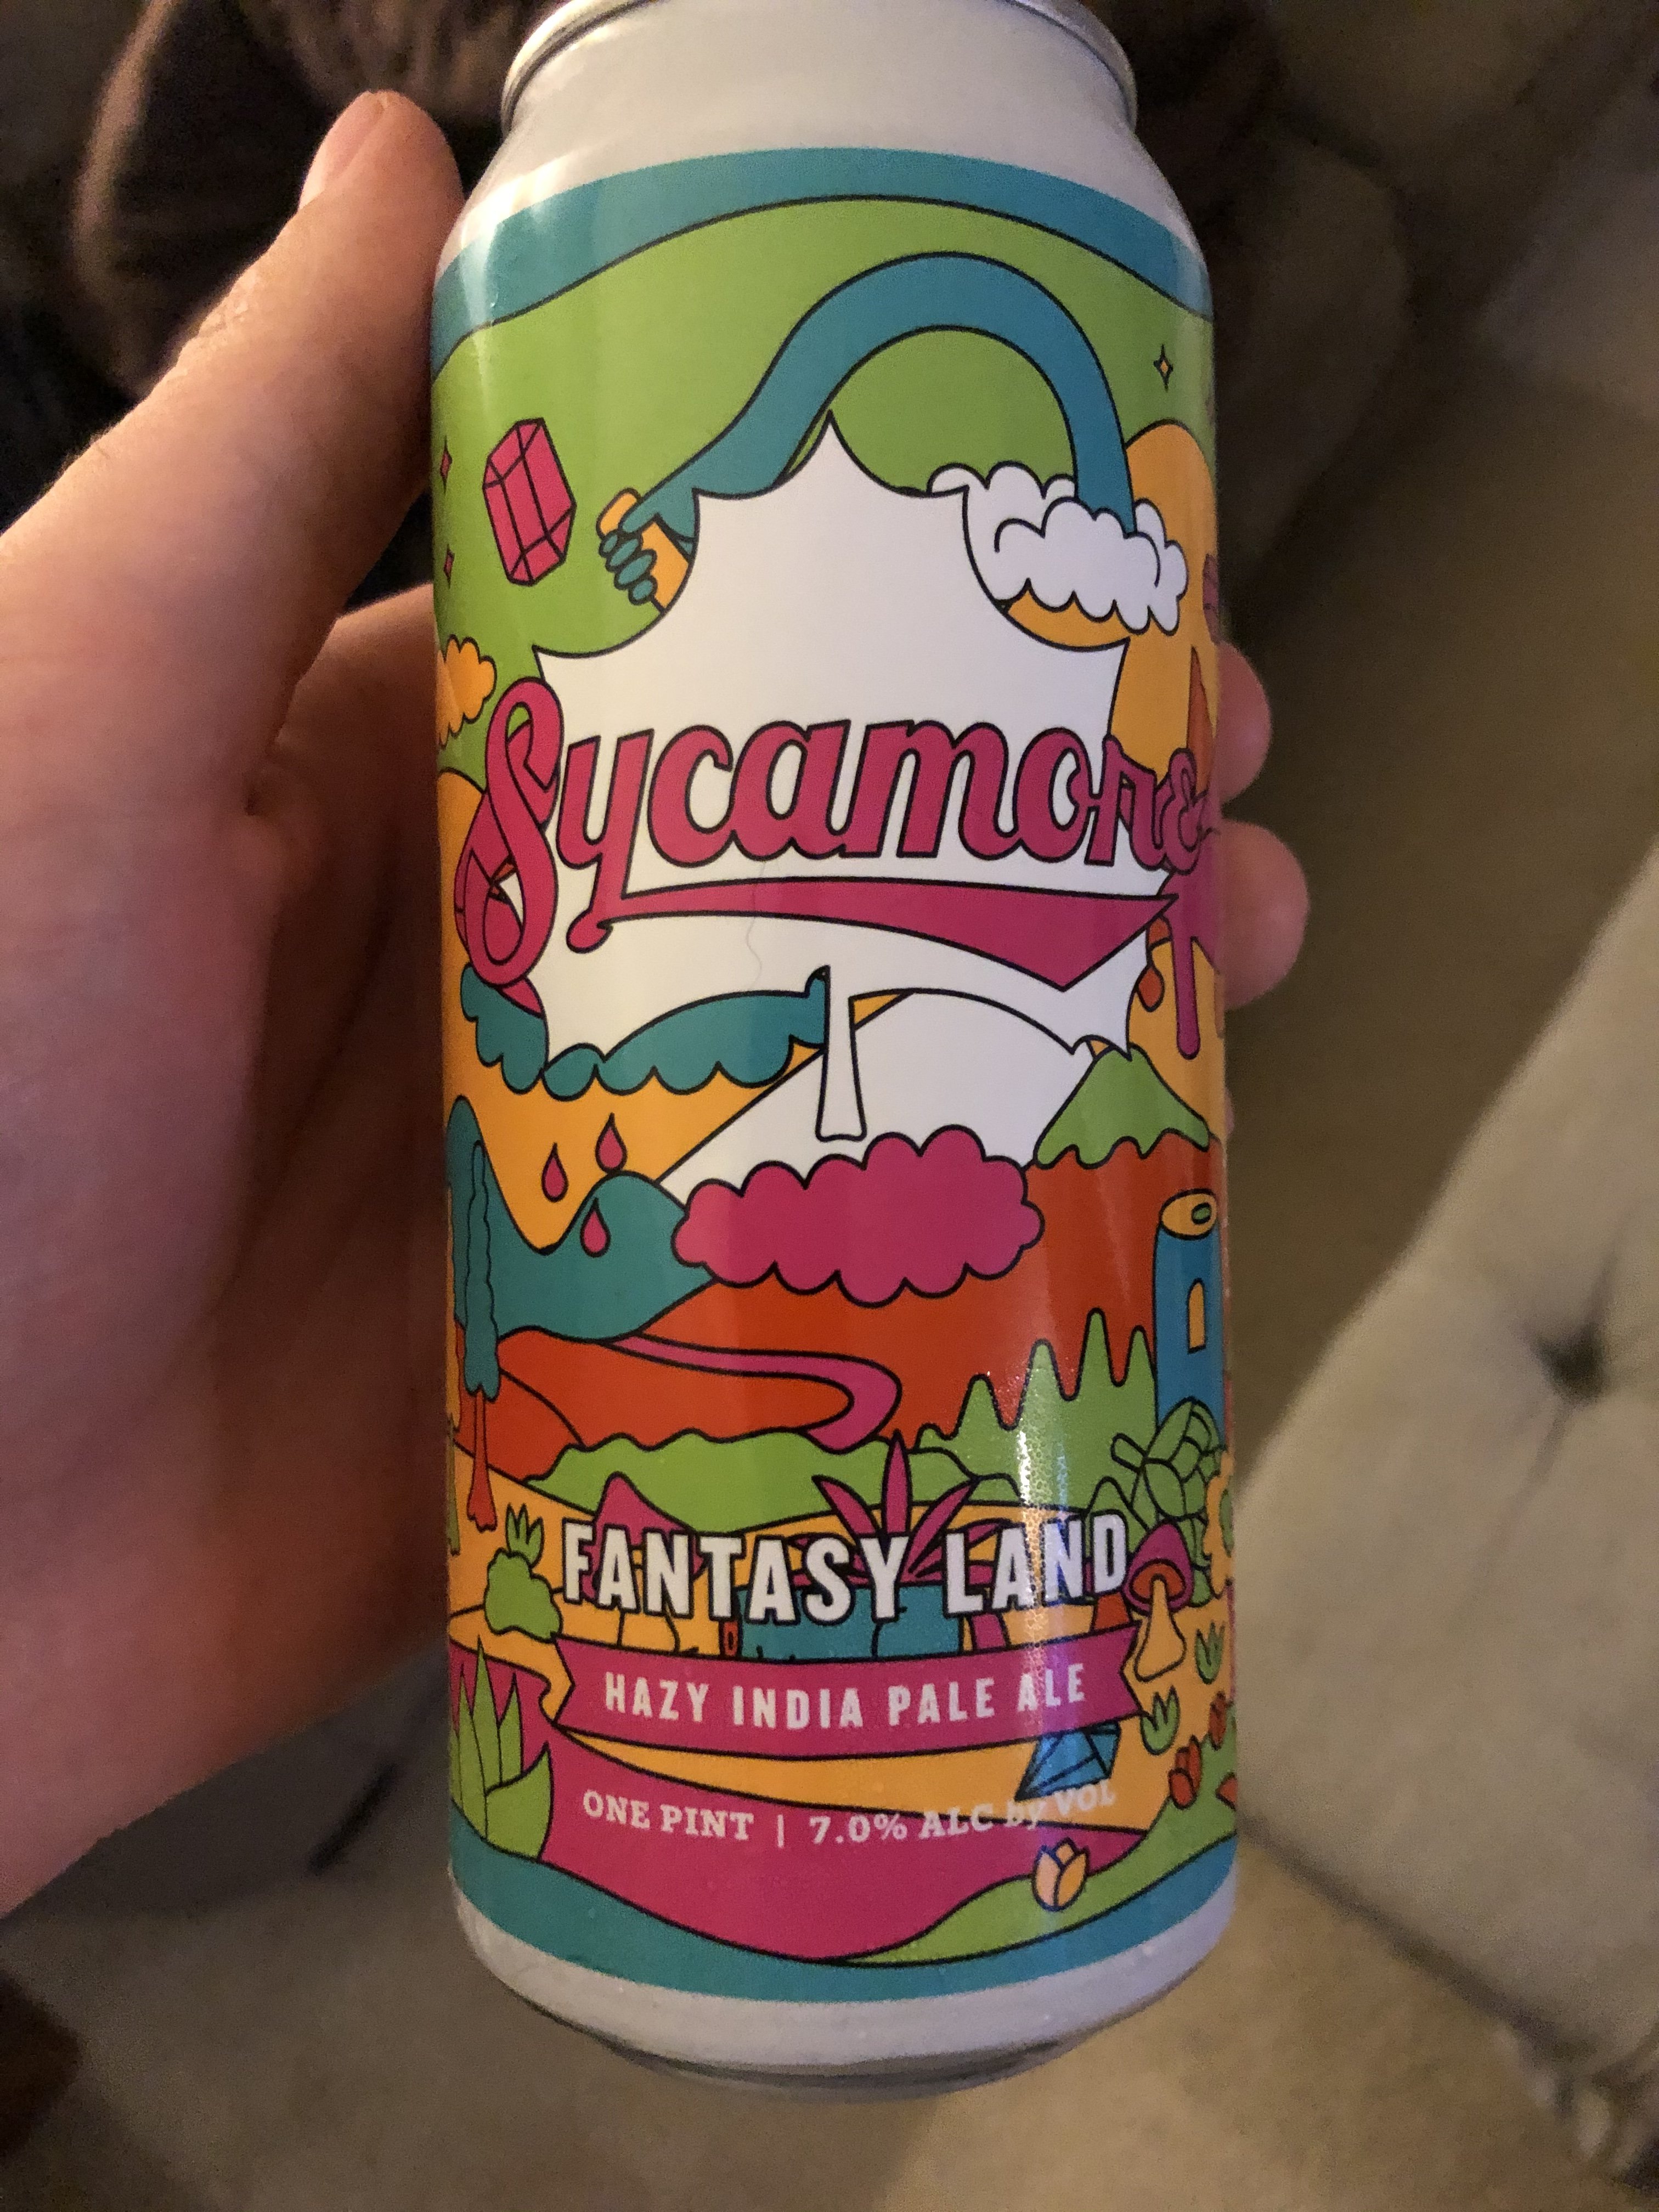 Sycamore
FANTASY LAND
HAZY INDIA PALE ALE
ONE PINT | 7.0% ALC by VOL